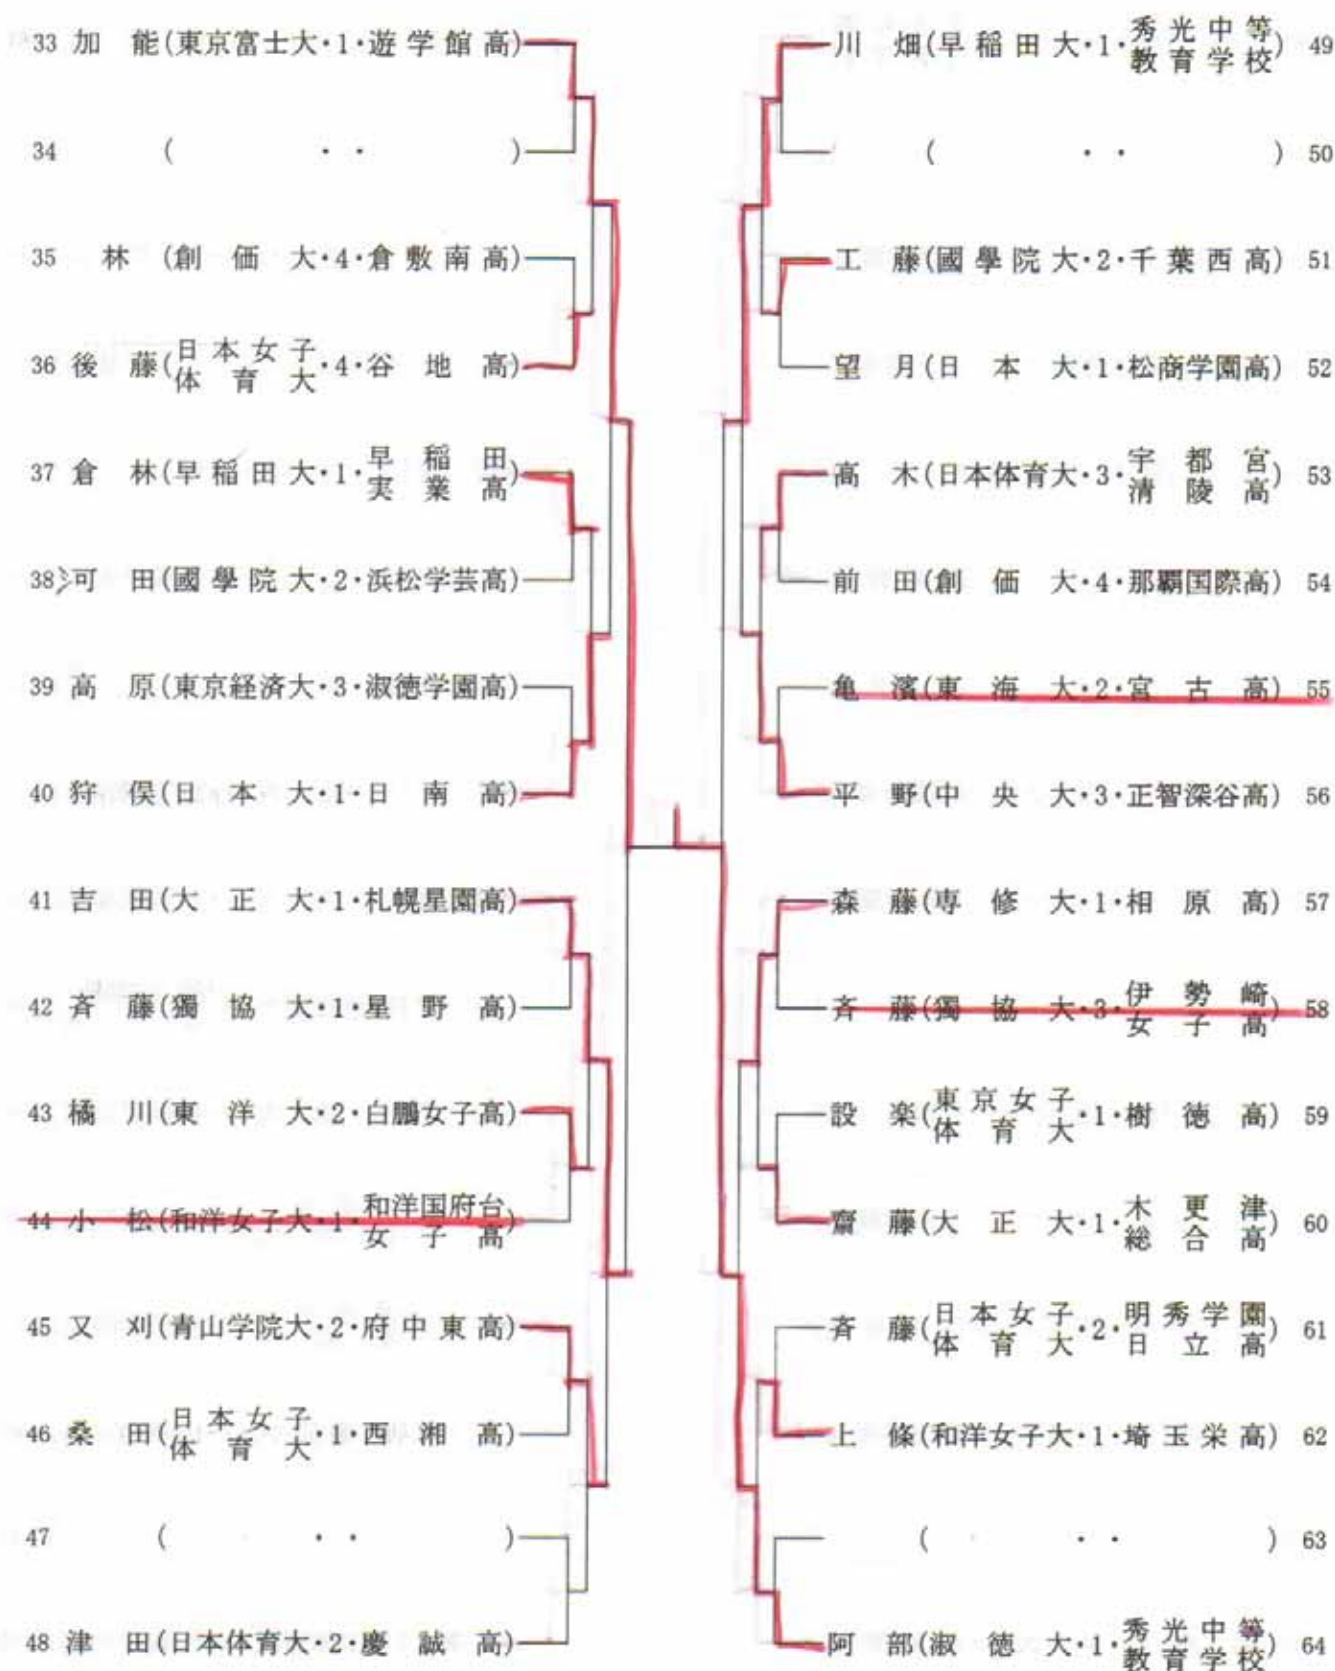 33 加能(東京富士大・1・遊学館高)
34 ( ・・ )
35 林(創価大・4・倉敷南高)
36 後藤(日本女子体育大・4・谷地高)
37 倉林(早稲田大・1・早稲田実業高)
38 可田(國學院大・2・浜松学芸高)
39 高原(東京経済大・3・淑徳学園高)
40 狩俣(日本大・1・日南高)
41 吉田(大正大・1・札幌星園高)
42 斉藤(獨協大・1・星野高)
43 橘川(東洋大・2・白鵬女子高)
44 小松(和洋女子大・1・和洋国府台女子高)
45 又刈(青山学院大・2・府中東高)
46 桑田(日本女子体育大・1・西湘高)
47 ( ・・ )
48 津田(日本体育大・2・慶誠高)
川畑(早稲田大・1・秀光中等教育学校) 49
( ・・ ) 50
工藤(國學院大・2・千葉西高) 51
望月(日本大・1・松商学園高) 52
高木(日本体育大・3・宇都宮清陵高) 53
前田(創価大・4・那覇国際高) 54
亀濱(東海大・2・宮古高) 55
平野(中央大・3・正智深谷高) 56
森藤(専修大・1・相原高) 57
斉藤(獨協大・3・伊勢崎女子高) 58
設楽(東京女子体育大・1・樹徳高) 59
齋藤(大正大・1・木更津総合高) 60
斉藤(日本女子体育大・2・明秀学園日立高) 61
上條(和洋女子大・1・埼玉栄高) 62
( ・・ ) 63
阿部(淑徳大・1・秀光中等教育学校) 64